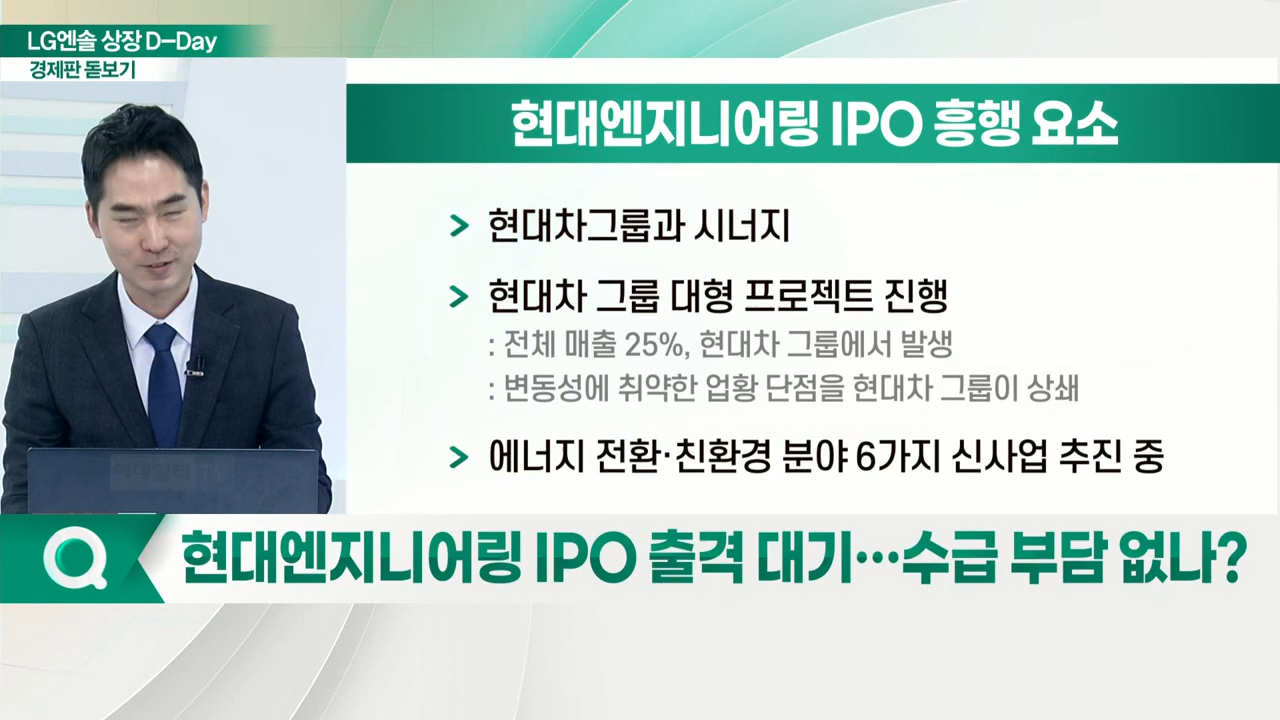 LG엔솔 상장 D-Day
경제판 돋보기
현대엔지니어링 IPO 흥행 요소
> 현대차그룹과 시너지
> 현대차 그룹 대형 프로젝트 진행
: 전체 매출 25%, 현대차 그룹에서 발생
: 변동성에 취약한 업황 단점을 현대차 그룹이 상쇄
> 에너지 전환·친환경 분야 6가지 신사업 추진 중
현대엔지니어링 IPO 출격 대기…수급 부담 없나?